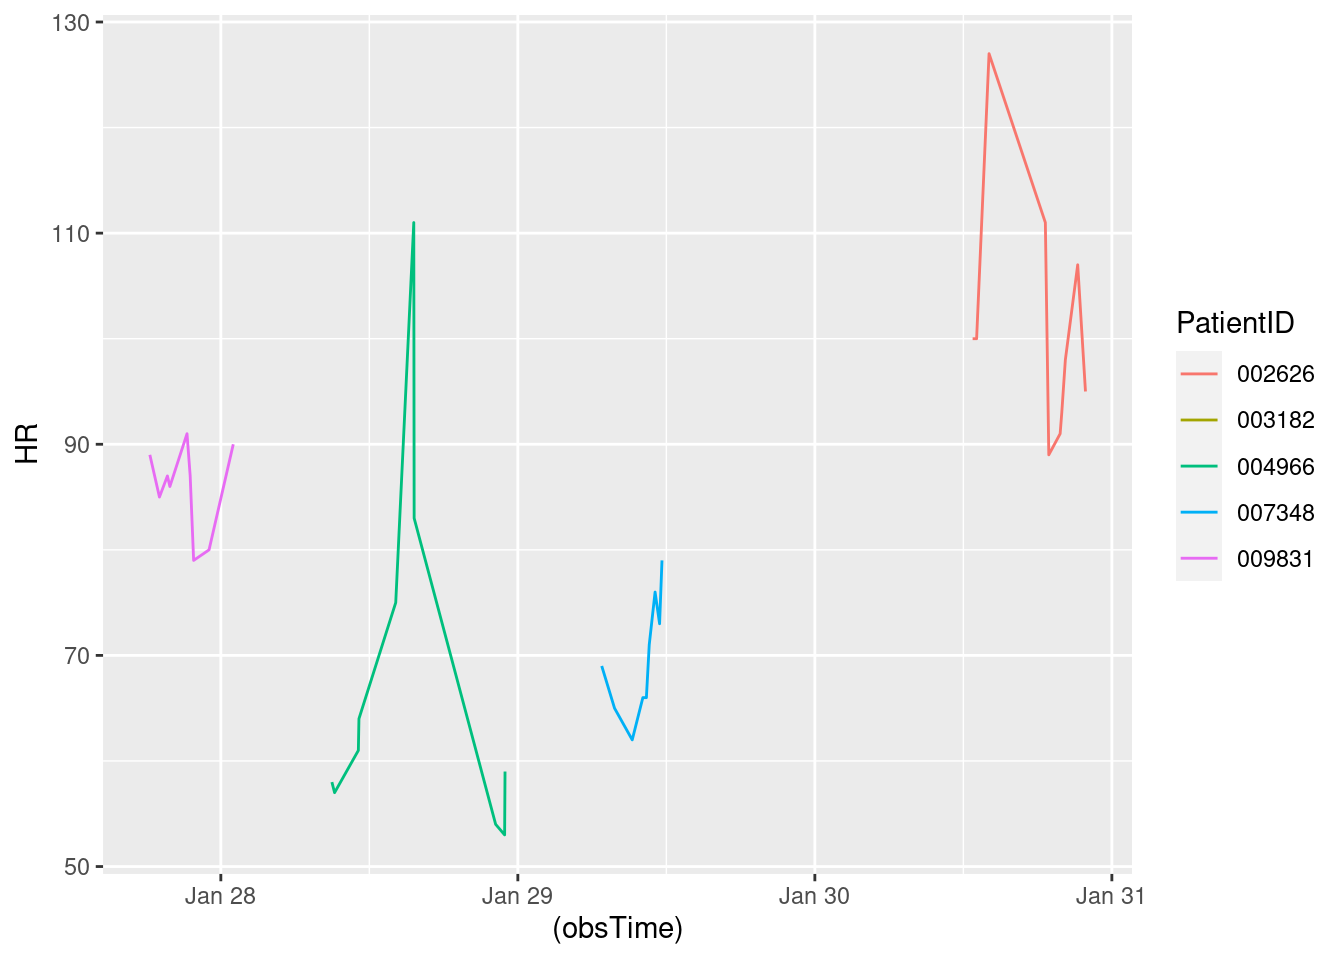 130
110
90
70
50
HR
Jan 28
Jan 29
Jan 30
Jan 31
(obsTime)
PatientID
002626
003182
004966
007348
009831